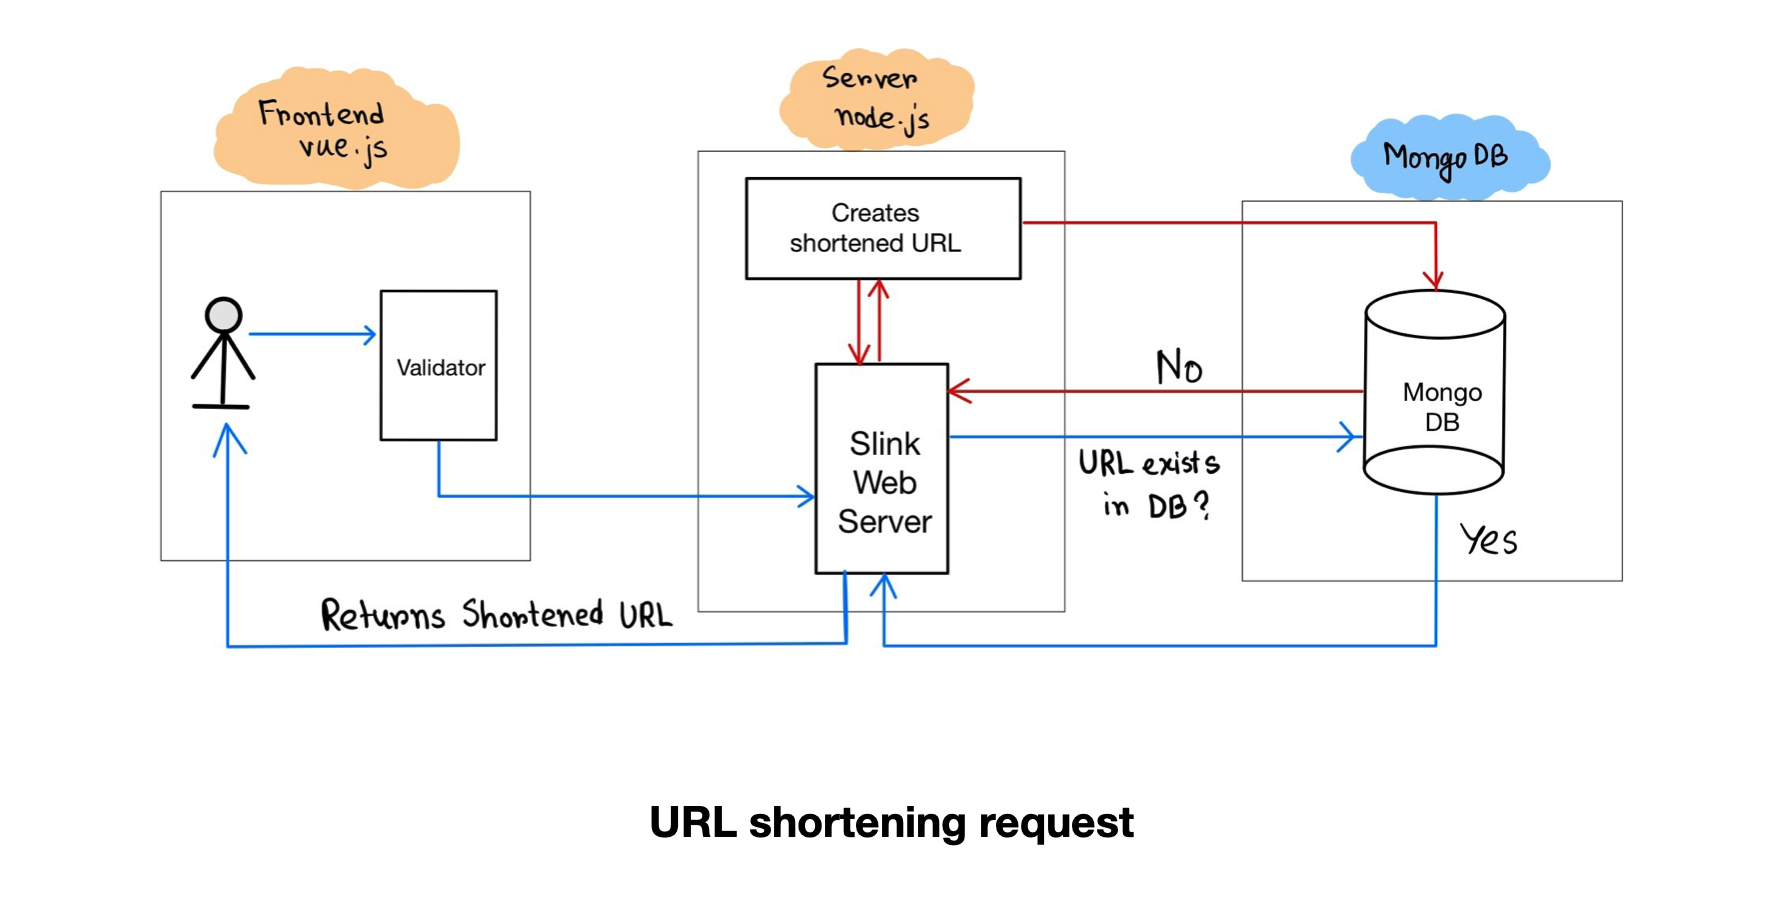 Frontend
vue.js
Server
node.js
Mongo DB
Creates
shortened URL
Validator
Slink
Web
Server
No
URL exists
in DB?
Mongo
DB
Yes
Returns Shortened URL
URL shortening request